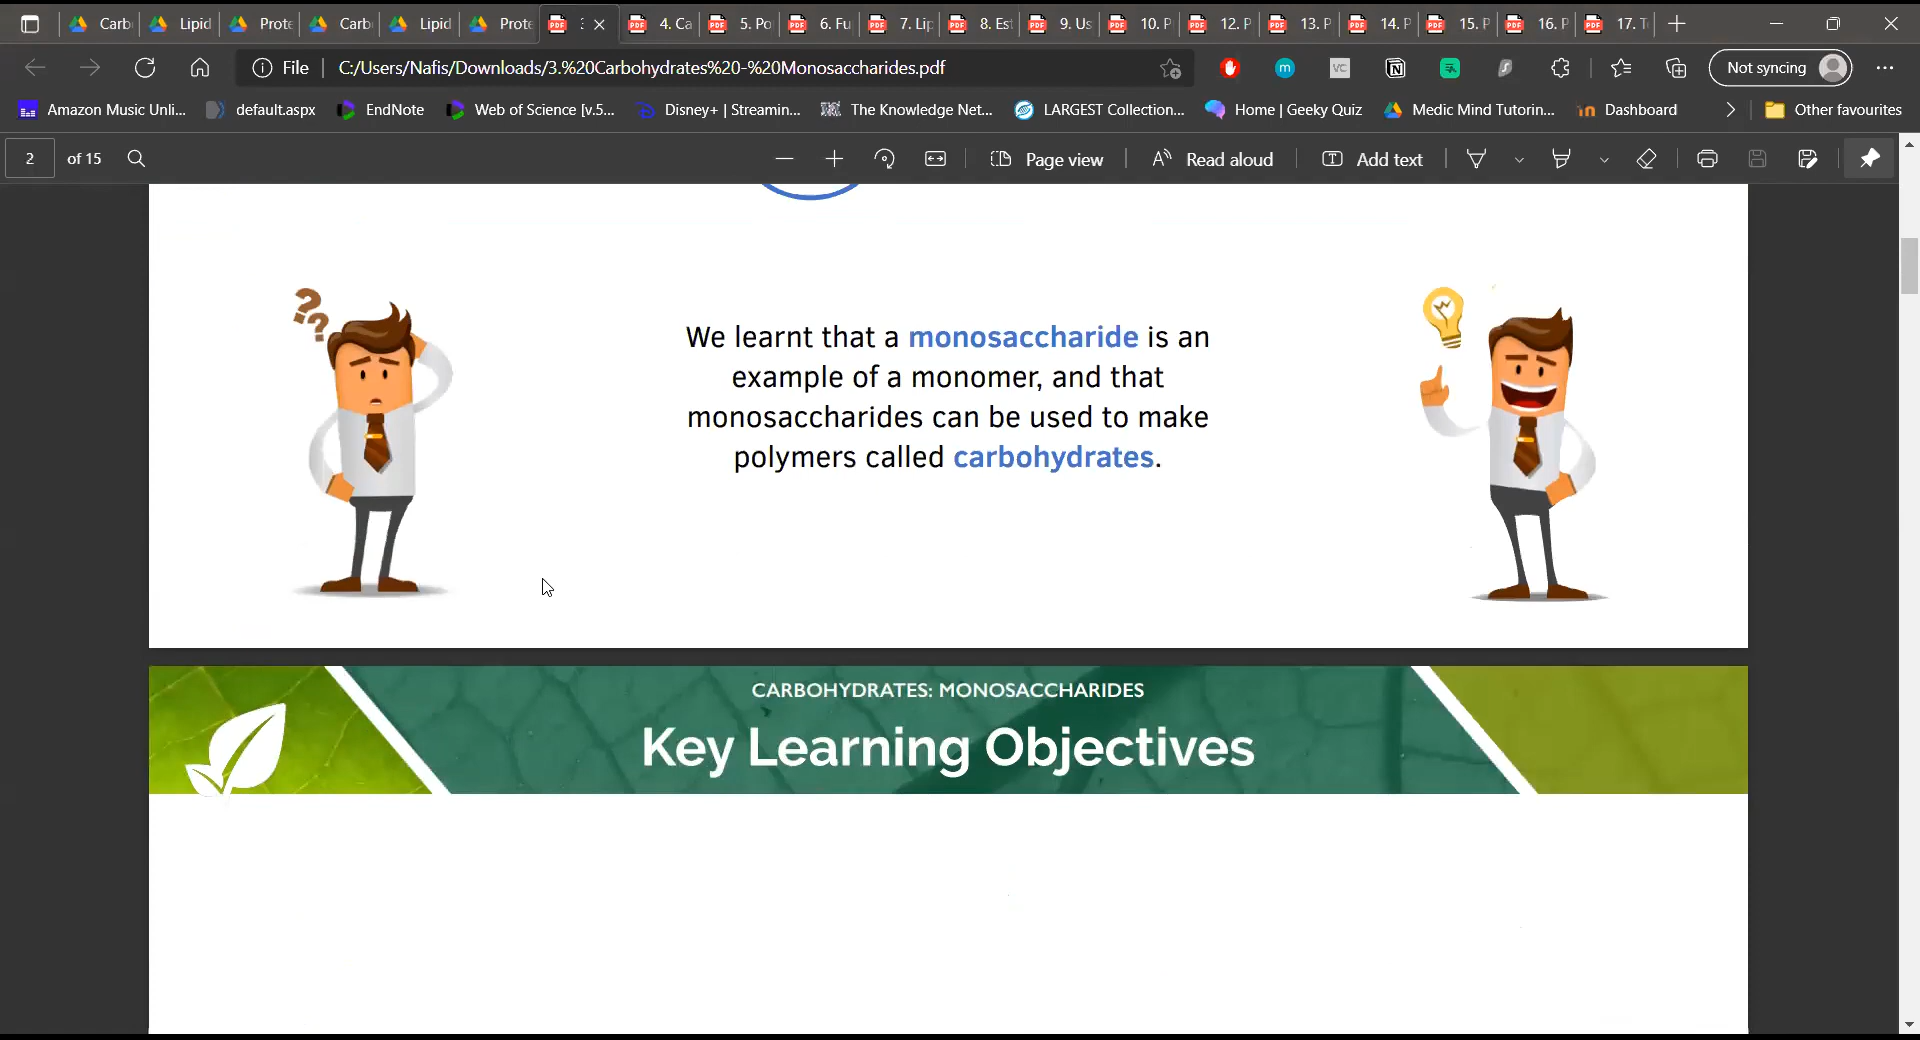 Carb
Lipid
Prote
Carb
Lipid
Prote
4. Ca
5. Po
6. Fu
7. Lip
8. Est
9. Us
10. P
12. P
13. P
14. P
15. P
16. P
17. T
File
C:/Users/Nafis/Downloads/3.%20Carbohydrates%20-%20Monosaccharides.pdf
Not syncing
Amazon Music Unli...
default.aspx
EndNote
Web of Science [v.5...
Disney+ | Streamin...
The Knowledge Net...
LARGEST Collection...
Home | Geeky Quiz
Medic Mind Tutorin...
Dashboard
Other favourites
2 of 15
Page view
Read aloud
Add text
We learnt that a monosaccharide is an
example of a monomer, and that
monosaccharides can be used to make
polymers called carbohydrates.
CARBOHYDRATES: MONOSACCHARIDES
Key Learning Objectives